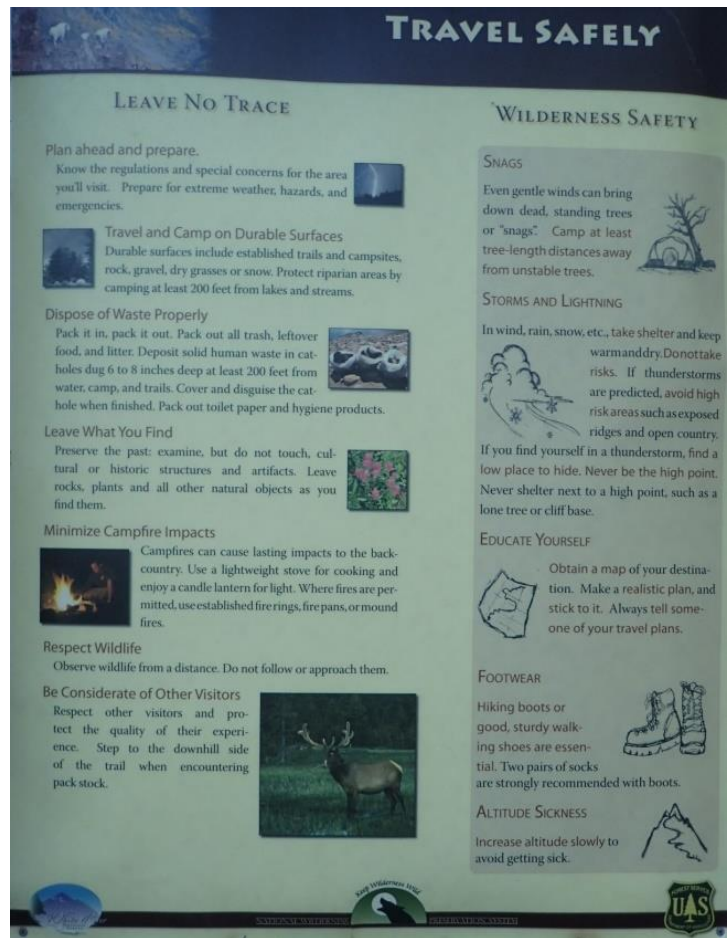 TRAVEL SAFELY
LEAVE NO TRACE
Plan ahead and prepare.
Know the regulations and special concerns for the area
you'll visit. Prepare for extreme weather, hazards, and
emergencies.
Travel and Camp on Durable Surfaces
Durable surfaces include established trails and campsites,
rock, gravel, dry grasses or snow. Protect riparian areas by
camping at least 200 feet from lakes and streams.
Dispose of Waste Properly
Pack it in, pack it out. Pack out all trash, leftover
food, and litter. Deposit solid human waste in cat-
holes dug 6 to 8 inches deep at least 200 feet from
water, camp, and trails. Cover and disguise the cat-
hole when finished. Pack out toilet paper and hygiene products.
Leave What You Find
Preserve the past: examine, but do not touch, cul-
tural or historic structures and artifacts. Leave
rocks, plants and all other natural objects as you
find them.
Minimize Campfire Impacts
Campfires can cause lasting impacts to the back-
country. Use a lightweight stove for cooking and
enjoy a candle lantern for light. Where fires are per-
mitted, use established fire rings, fire pans, or mound
fires.
Respect Wildlife
Observe wildlife from a distance. Do not follow or approach them.
Be Considerate of Other Visitors
Respect other visitors and pro-
tect the quality of their experi-
ence. Step to the downhill side
of the trail when encountering
pack stock.
WILDERNESS SAFETY
SNAGS
Even gentle winds can bring
down dead, standing trees
or "snags". Camp at least
tree-length distances away
from unstable trees.
STORMS AND LIGHTNING
In wind, rain, snow, etc., take shelter and keep
warm and dry. Do not take
risks. If thunderstorms
are predicted, avoid high
risk areas such as exposed
ridges and open country.
If you find yourself in a thunderstorm, find a
low place to hide. Never be the high point.
Never shelter next to a high point, such as a
lone tree or cliff base.
EDUCATE YOURSELF
Obtain a map of your destina-
tion. Make a realistic plan, and
stick to it. Always tell some-
one of your travel plans.
FOOTWEAR
Hiking boots or
good, sturdy walk-
ing shoes are essen-
tial. Two pairs of socks
are strongly recommended with boots.
ALTITUDE SICKNESS
Increase altitude slowly to
avoid getting sick.
Keep Wilderness Wild
NATIONAL WILDERNESS PRESERVATION SYSTEM
FOREST SERVICE
UAS